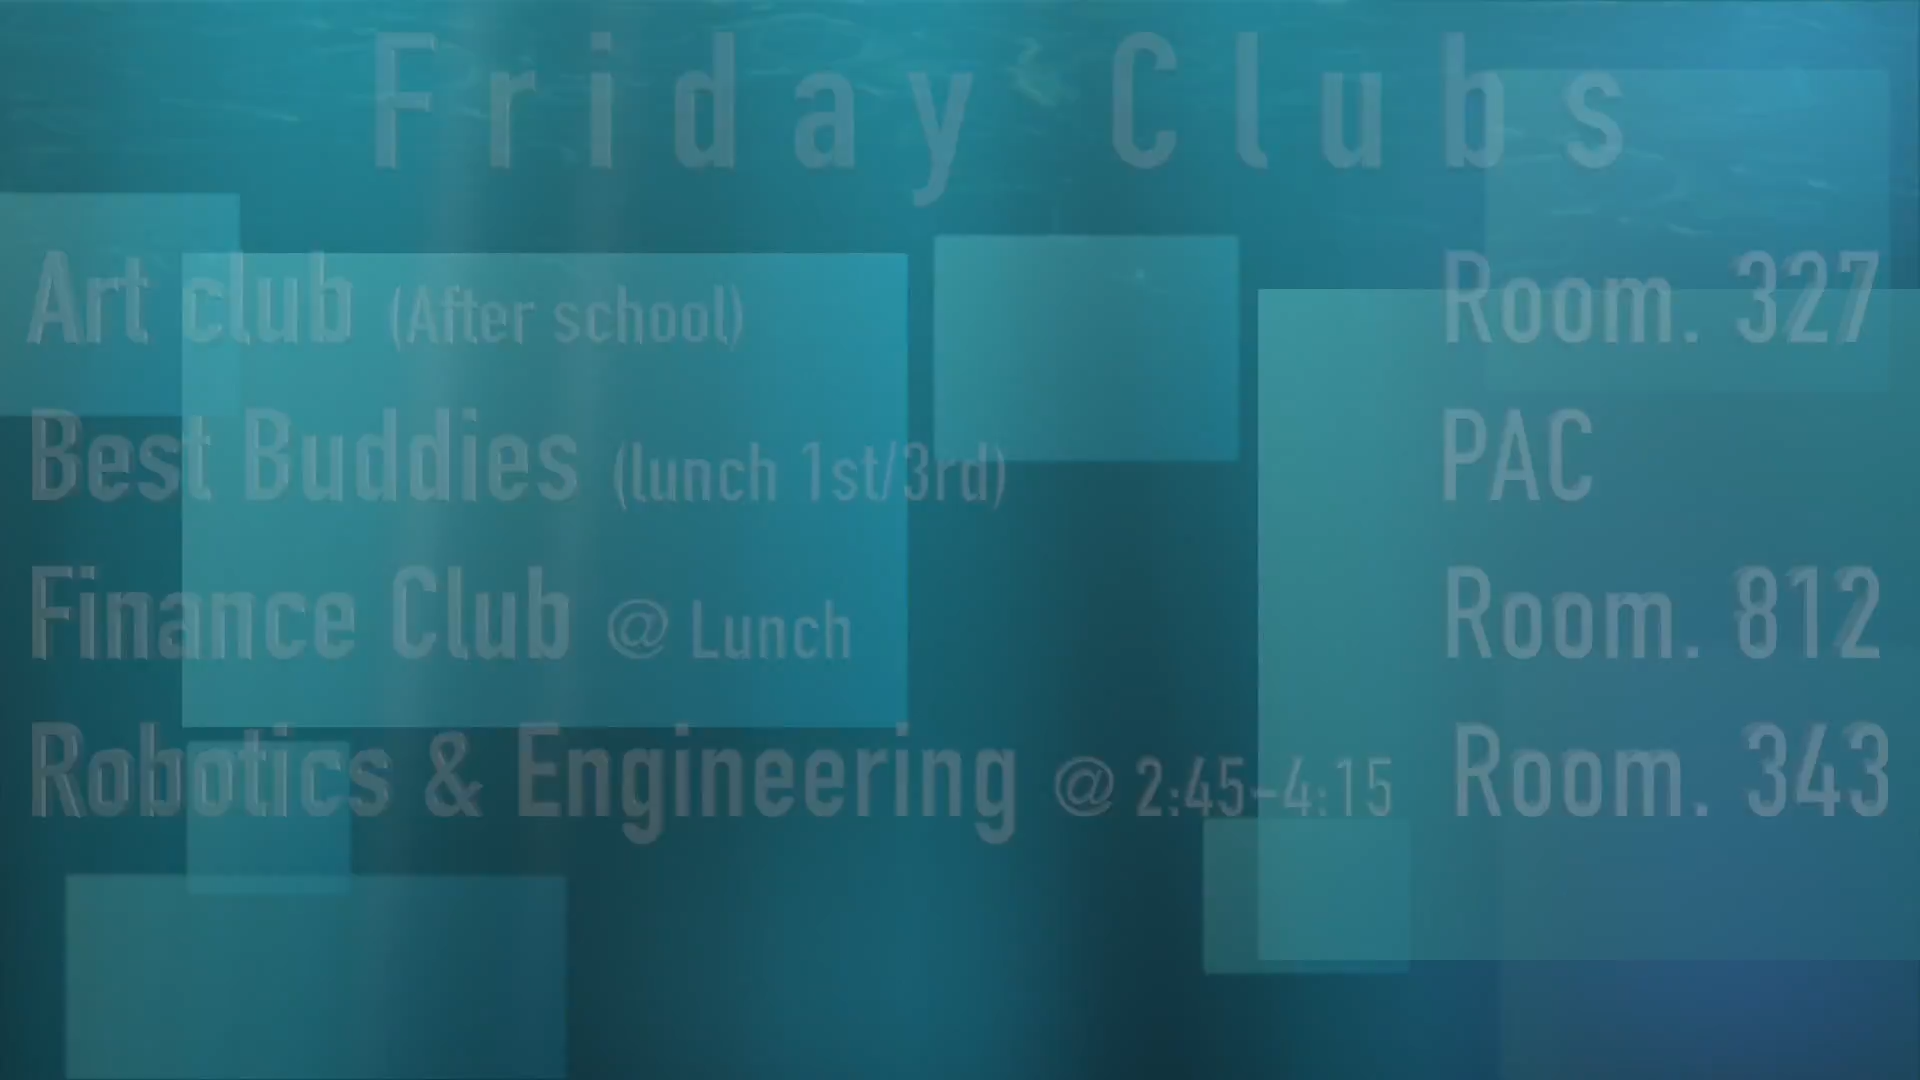 Friday Clubs
Art club (After school) Room. 327
Best Buddies (lunch 1st/3rd) PAC
Finance Club @ Lunch Room. 812
Robotics & Engineering @ 2:45-4:15 Room. 343